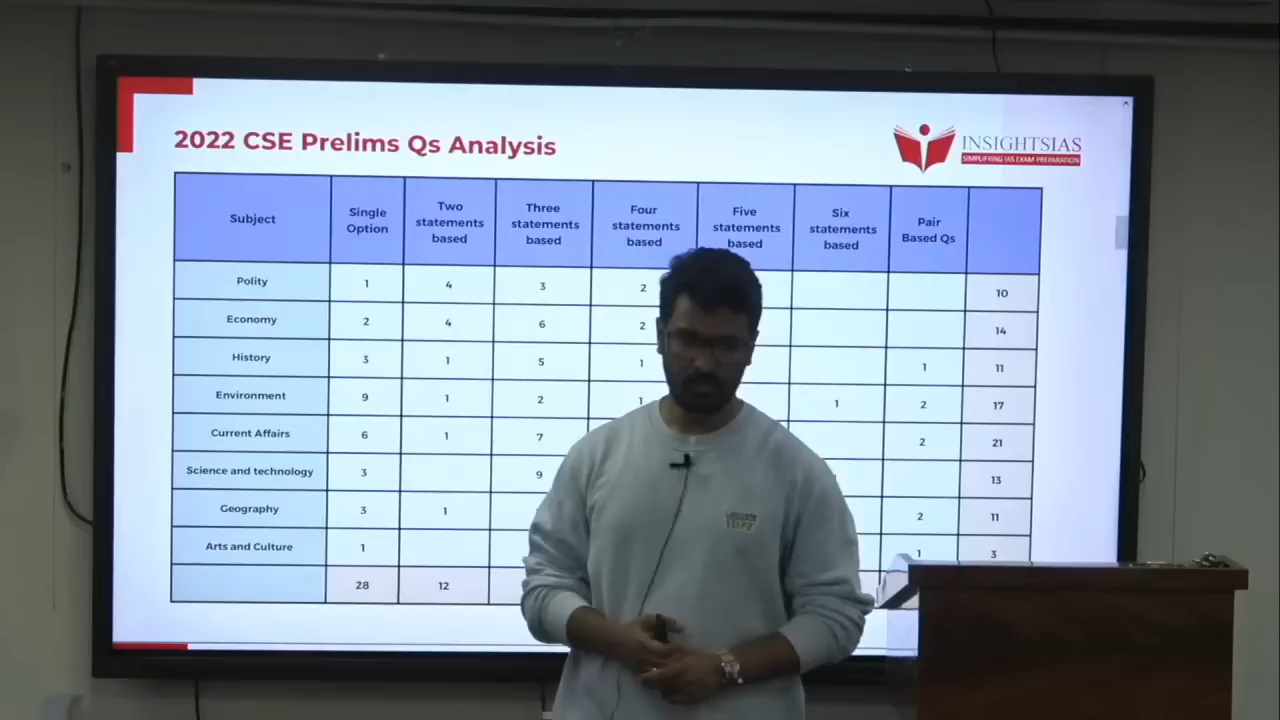 2022 CSE Prelims Qs Analysis
INSIGHTSIAS
SIMPLIFYING IAS EXAM PREPARATION
Subject Single Option Two statements based Three statements based Four statements based Five statements based Six statements based Pair Based Qs
Polity 1 4 3 2 10
Economy 2 4 6 2 14
History 3 1 5 1 1 11
Environment 9 1 2 1 1 2 17
Current Affairs 6 1 7 2 21
Science and technology 3 9 13
Geography 3 1 2 11
Arts and Culture 1 1 3
28 12